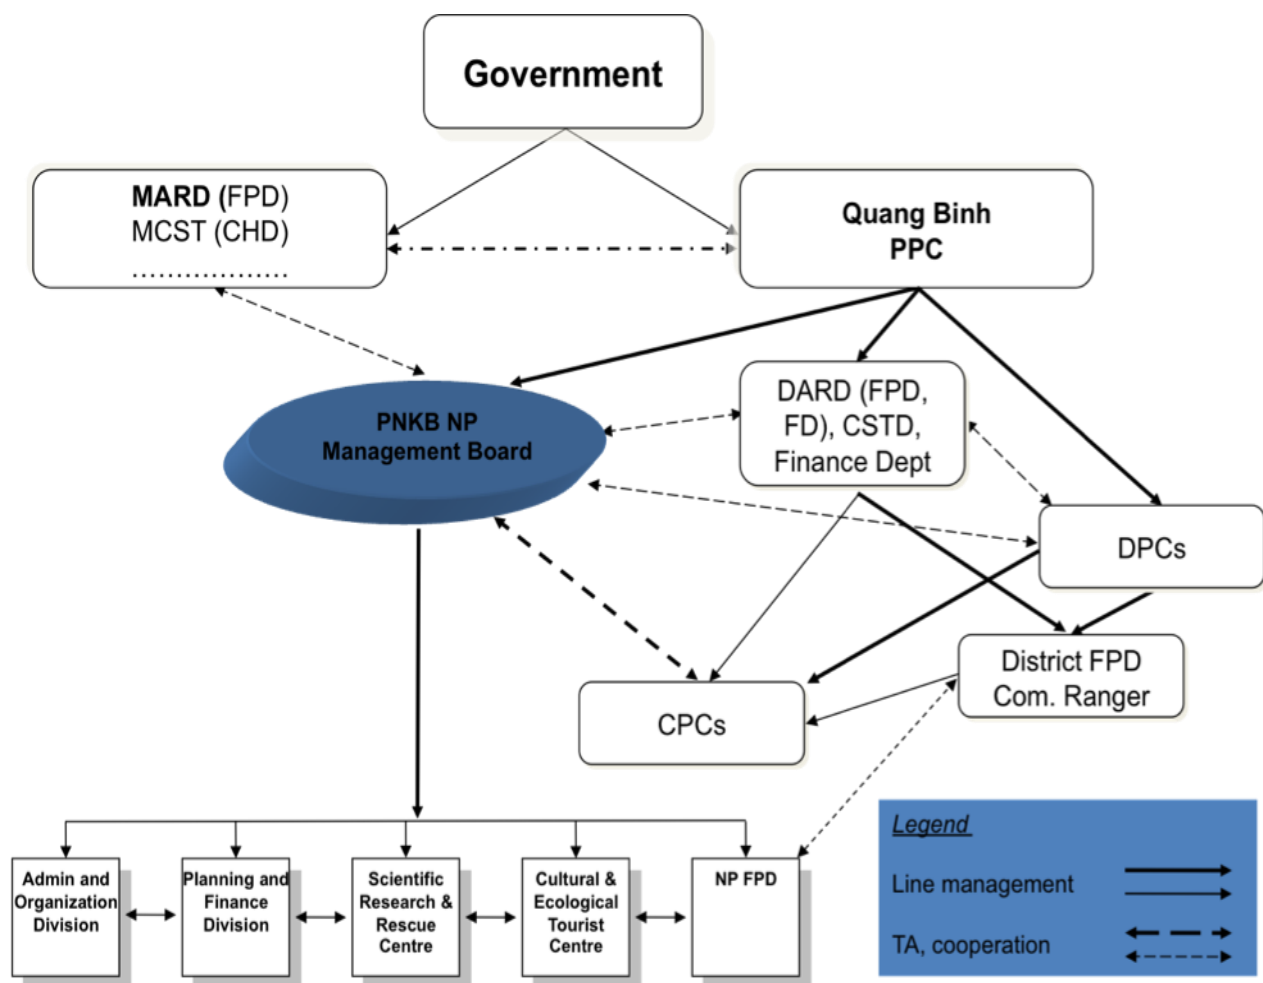 Government
MARD (FPD)
MCST (CHD)
..................
Quang Binh
PPC
PNKB NP
Management Board
DARD (FPD,
FD), CSTD,
Finance Dept
DPCs
District FPD
Com. Ranger
CPCs
Admin and
Organization
Division
Planning and
Finance
Division
Scientific
Research &
Rescue
Centre
Cultural &
Ecological
Tourist
Centre
NP FPD
Legend
Line management
TA, cooperation